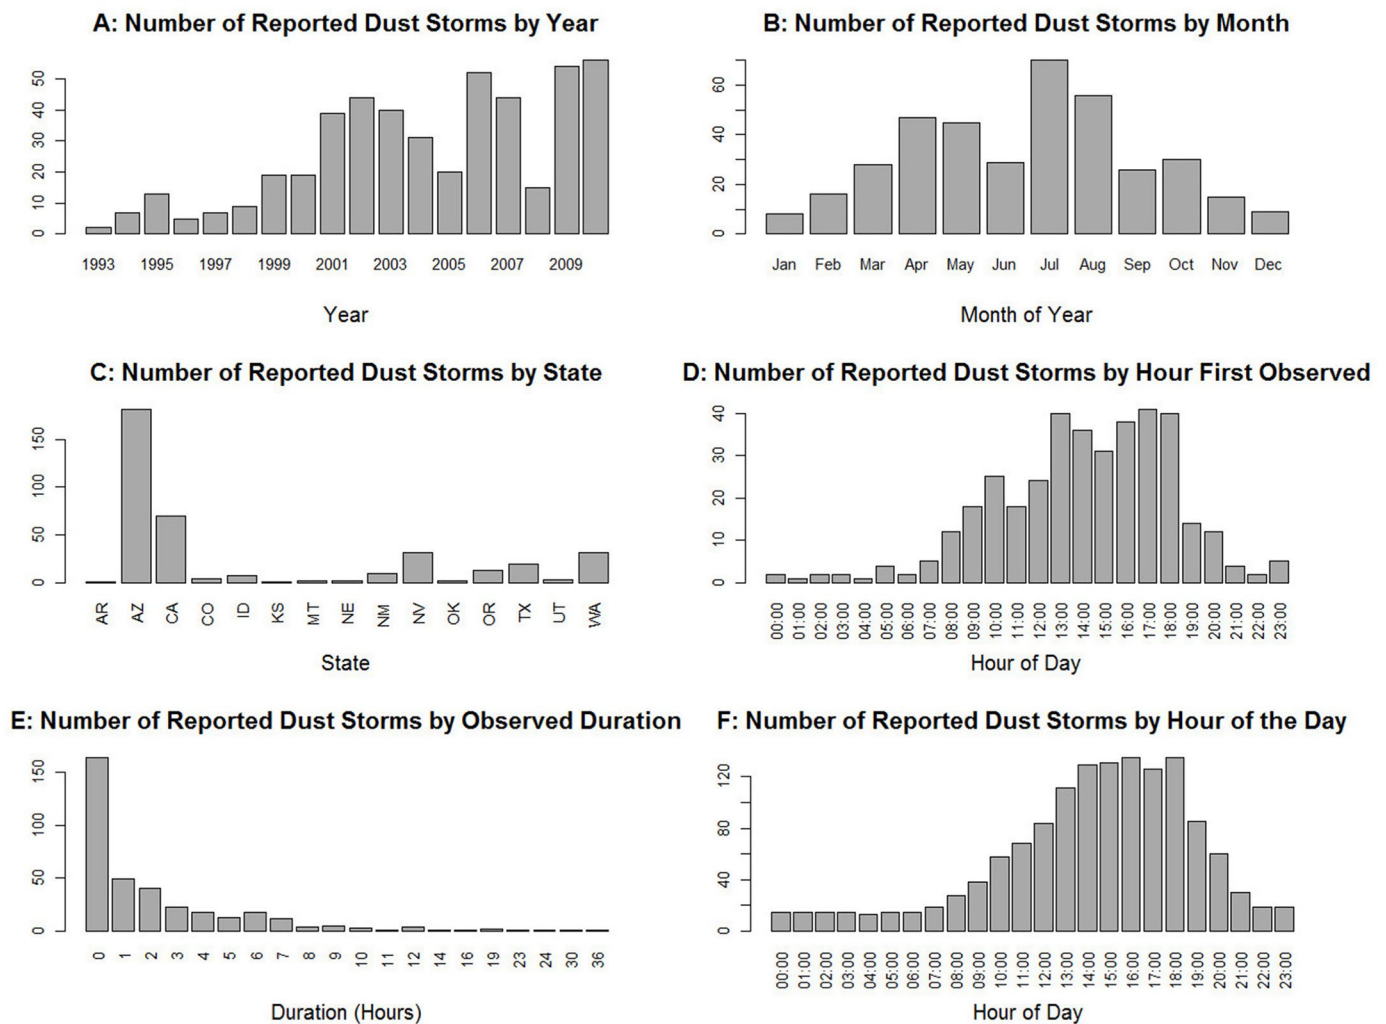 A: Number of Reported Dust Storms by Year
50
40
30
20
10
0
1993 1995 1997 1999 2001 2003 2005 2007 2009
Year
B: Number of Reported Dust Storms by Month
60
40
20
0
Jan Feb Mar Apr May Jun Jul Aug Sep Oct Nov Dec
Month of Year
C: Number of Reported Dust Storms by State
150
100
50
0
AR AZ CA CO ID KS MT NE NM NV OK OR TX UT WA
State
D: Number of Reported Dust Storms by Hour First Observed
40
30
20
10
0
00:00 01:00 02:00 03:00 04:00 05:00 06:00 07:00 08:00 09:00 10:00 11:00 12:00 13:00 14:00 15:00 16:00 17:00 18:00 19:00 20:00 21:00 22:00 23:00
Hour of Day
E: Number of Reported Dust Storms by Observed Duration
150
100
50
0
0 1 2 3 4 5 6 7 8 9 10 11 12 14 16 19 23 24 30 36
Duration (Hours)
F: Number of Reported Dust Storms by Hour of the Day
120
80
40
0
00:00 01:00 02:00 03:00 04:00 05:00 06:00 07:00 08:00 09:00 10:00 11:00 12:00 13:00 14:00 15:00 16:00 17:00 18:00 19:00 20:00 21:00 22:00 23:00
Hour of Day